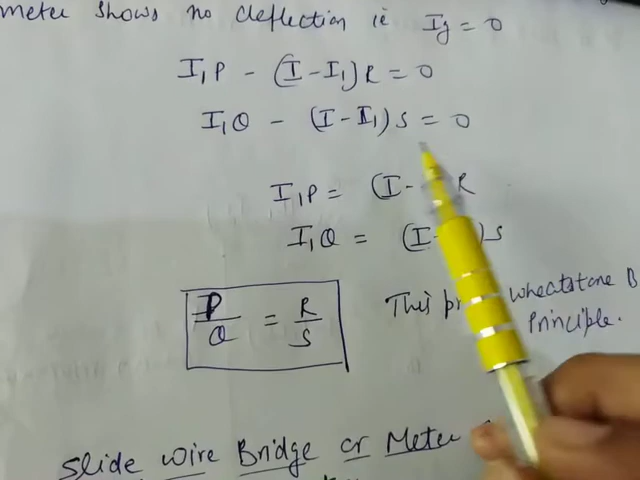 meter shows no deflection ie Ig = 0
I₁P - (I-I₁)R = 0
I₁Q - (I-I₁)S = 0
I₁P = (I- R
I₁Q = (I- )S
P/Q = R/S
This Wheatstone B
Principle.
Slide wire Bridge or Meter